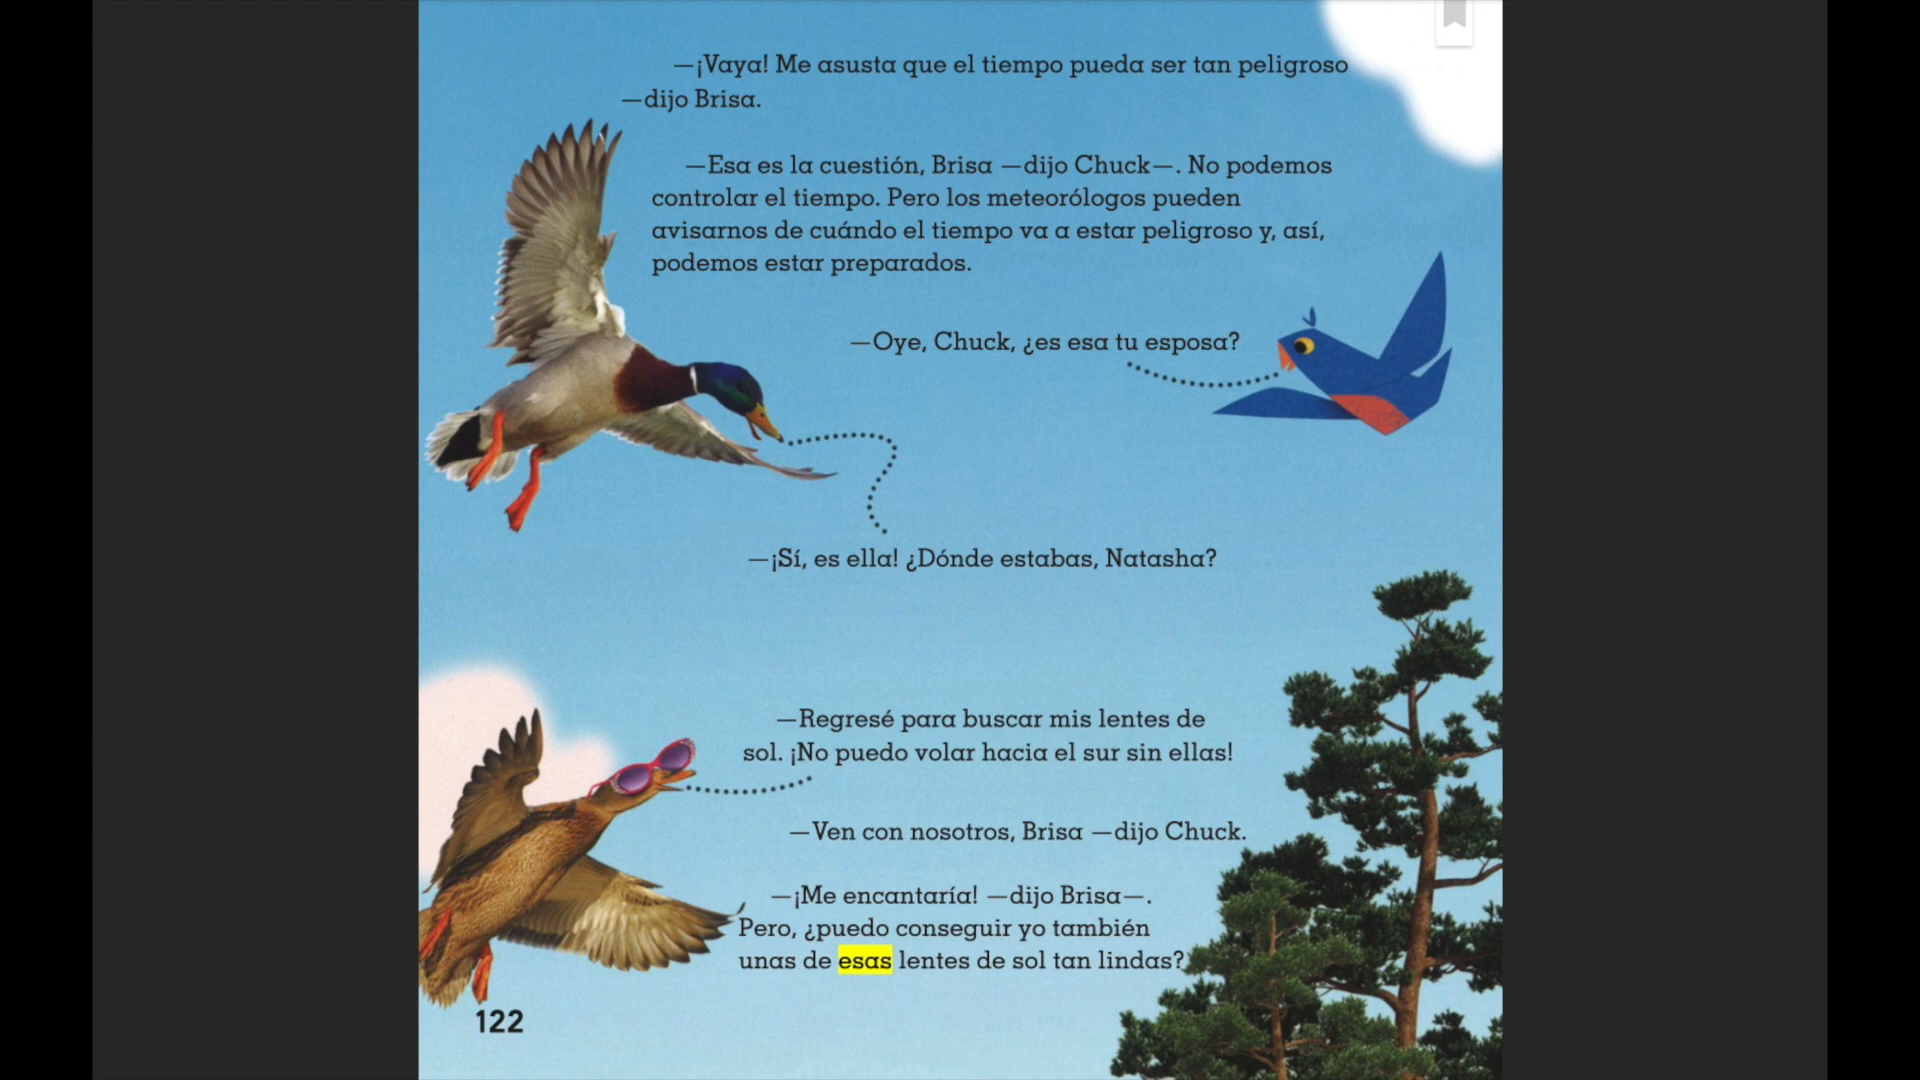 —¡Vaya! Me asusta que el tiempo pueda ser tan peligroso
—dijo Brisa.
—Esa es la cuestión, Brisa —dijo Chuck—. No podemos
controlar el tiempo. Pero los meteorólogos pueden
avisarnos de cuándo el tiempo va a estar peligroso y, así,
podemos estar preparados.
—Oye, Chuck, ¿es esa tu esposa?
—¡Sí, es ella! ¿Dónde estabas, Natasha?
—Regresé para buscar mis lentes de
sol. ¡No puedo volar hacia el sur sin ellas!
—Ven con nosotros, Brisa —dijo Chuck.
—¡Me encantaría! —dijo Brisa—.
Pero, ¿puedo conseguir yo también
unas de esas lentes de sol tan lindas?
122